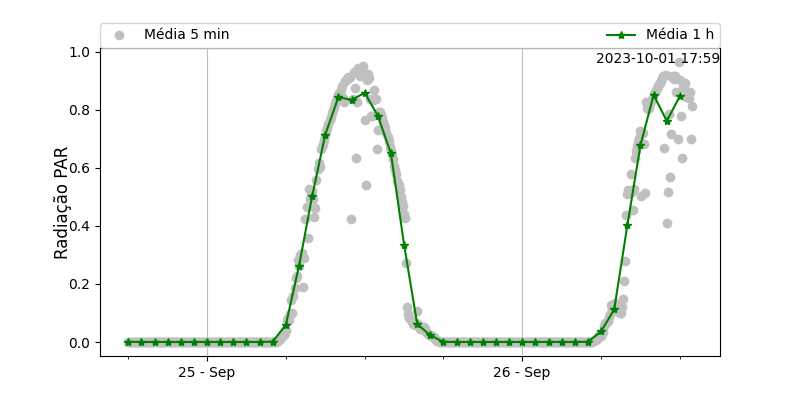 Média 5 min
Média 1 h
2023-10-01 17:59
Radiação PAR
1.0
0.8
0.6
0.4
0.2
0.0
25 - Sep
26 - Sep